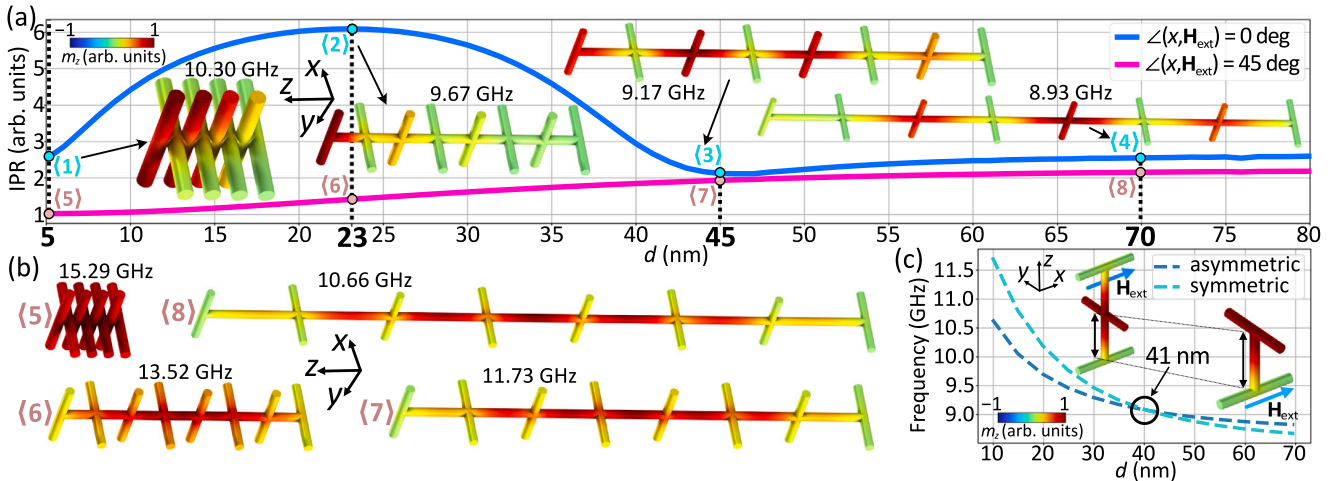 (a)
IPR (arb. units)
6
5
4
3
2
1
−1 1
m_z (arb. units)
10.30 GHz
x
z
y
⟨1⟩
⟨2⟩
9.67 GHz
9.17 GHz
⟨3⟩
8.93 GHz
⟨4⟩
∠(x,H_ext) = 0 deg
∠(x,H_ext) = 45 deg
⟨5⟩
⟨6⟩
⟨7⟩
⟨8⟩
5 10 15 20 23 25 30 35 40 45 50 55 60 65 70 75 80
d (nm)
(b)
15.29 GHz
⟨5⟩
10.66 GHz
⟨8⟩
x
z
y
13.52 GHz
⟨6⟩
11.73 GHz
⟨7⟩
(c)
Frequency (GHz)
11.5
11.0
10.5
10.0
9.5
9.0
z
y
x
H_ext
asymmetric
symmetric
41 nm
H_ext
−1 1
m_z (arb. units)
10 20 30 40 50 60 70
d (nm)